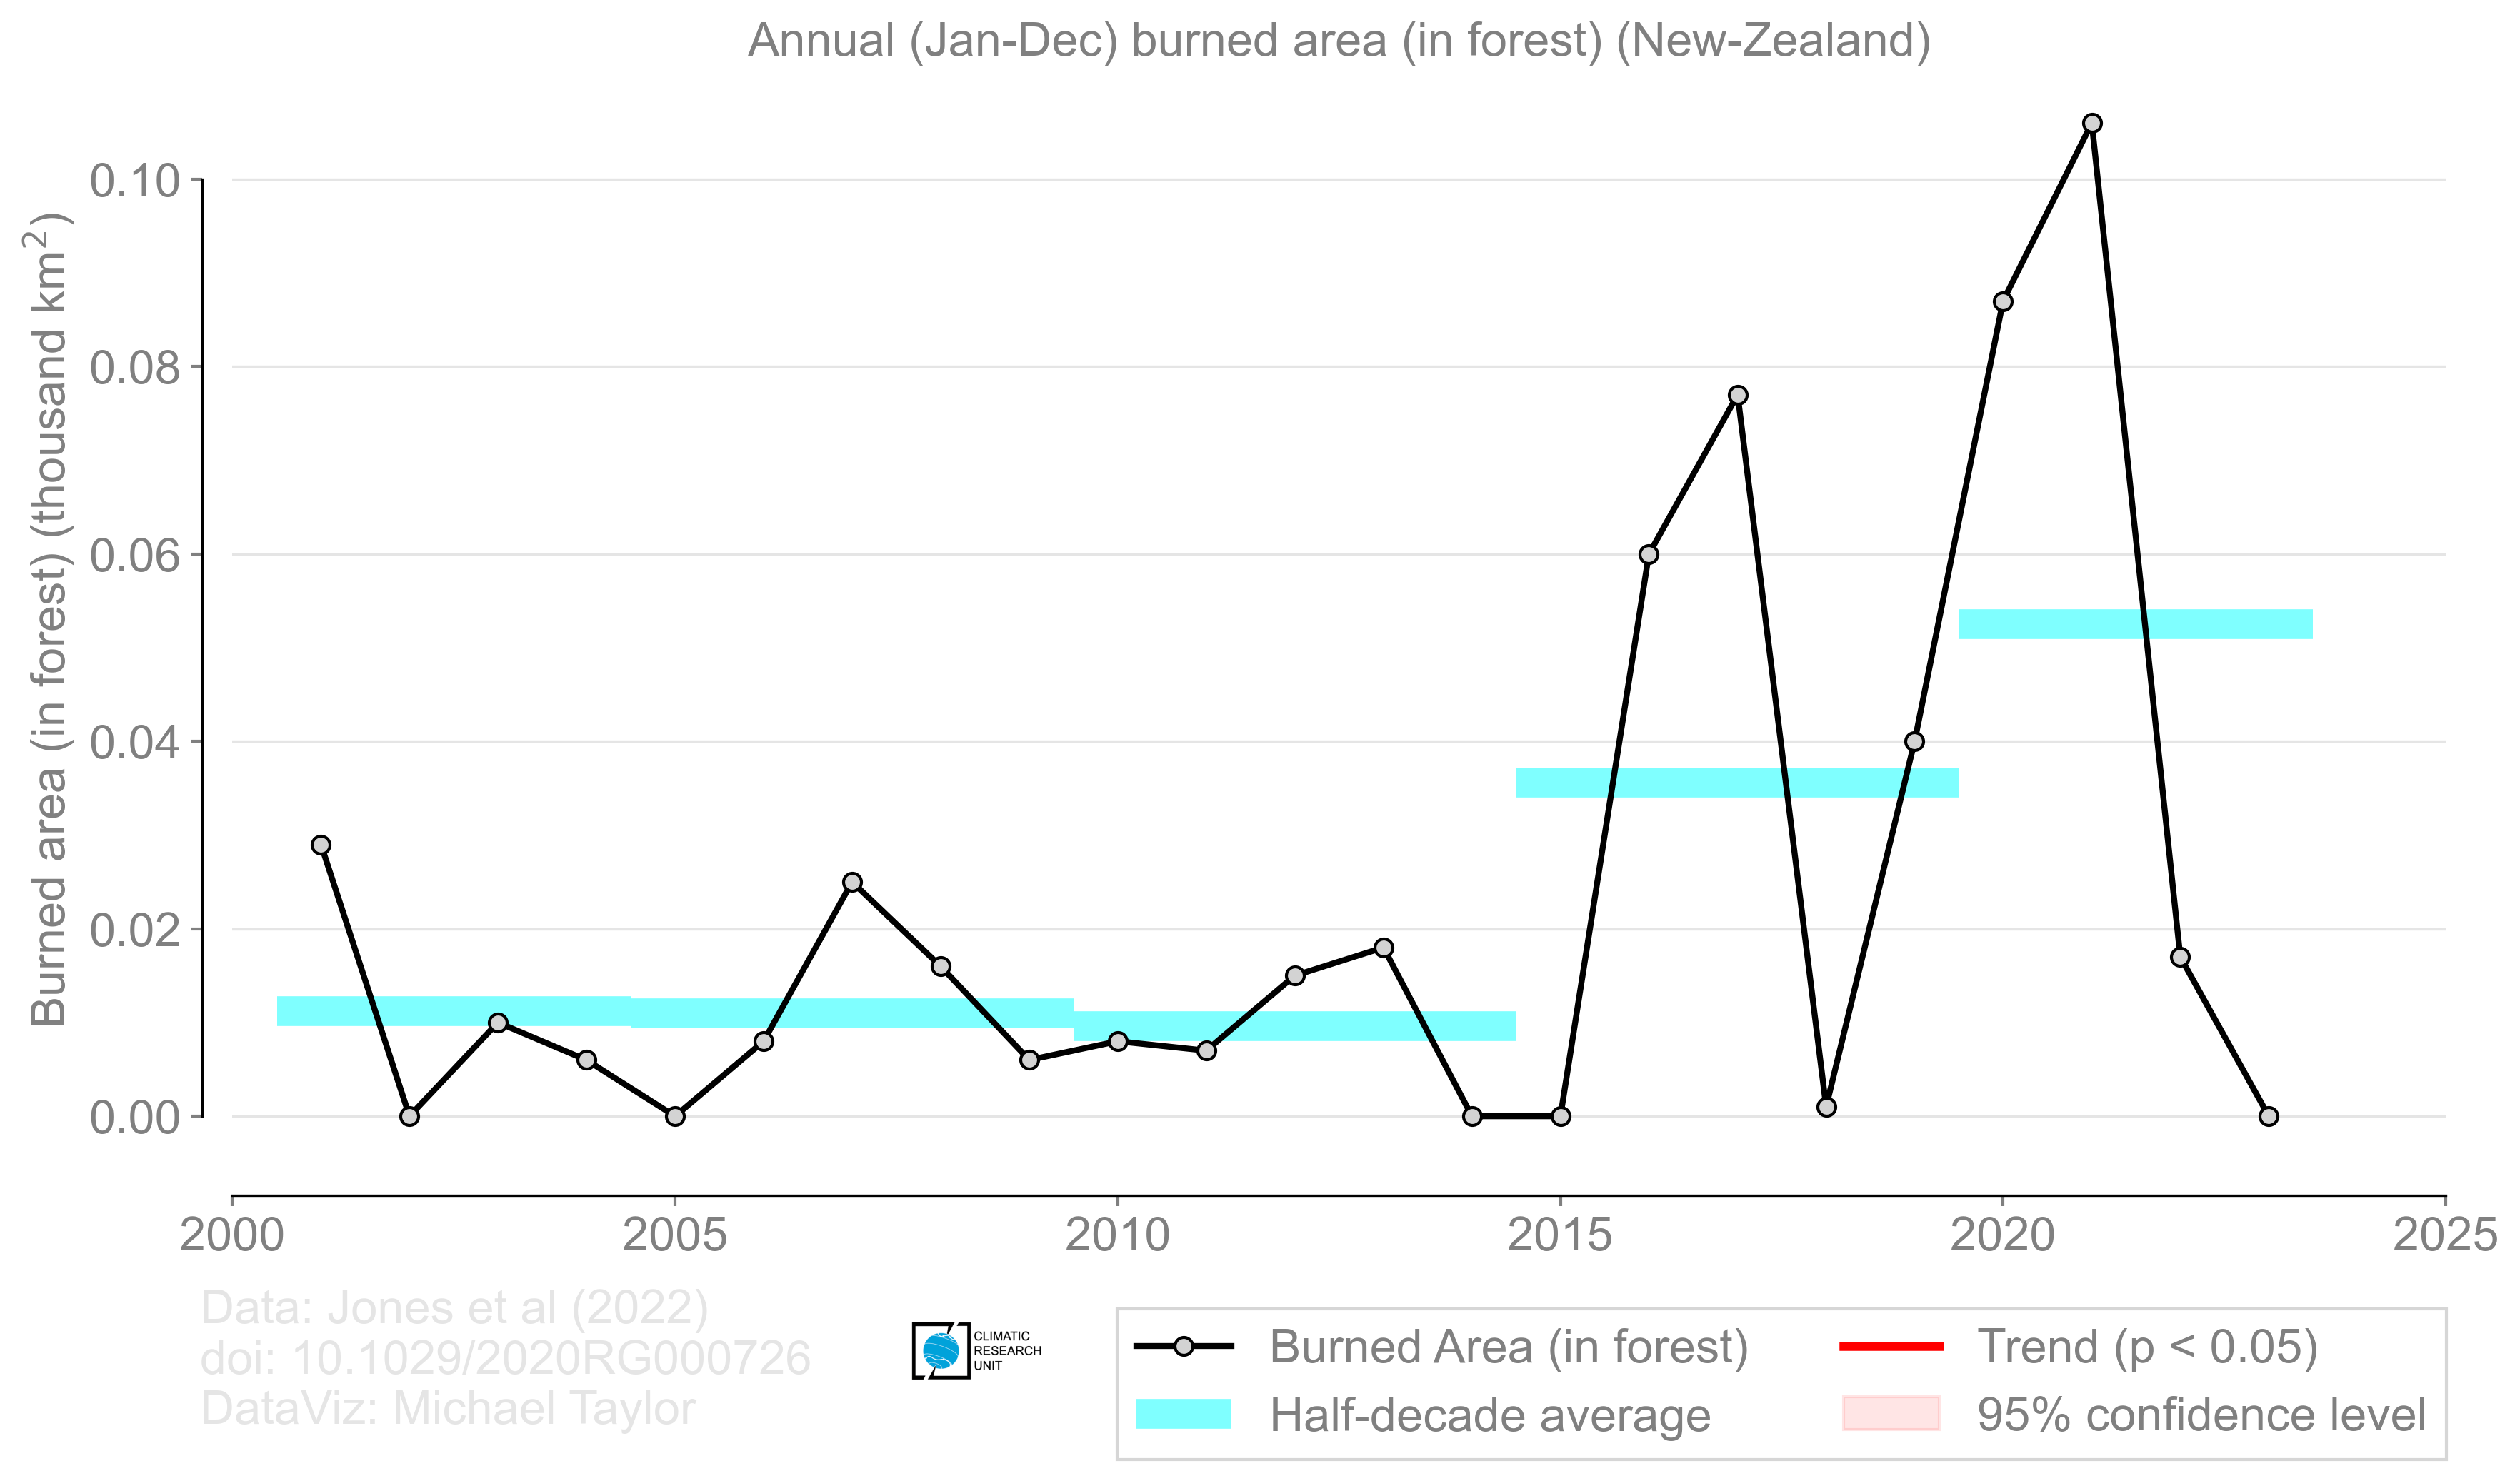 Annual (Jan-Dec) burned area (in forest) (New-Zealand)
Burned area (in forest) (thousand km²)
0.10
0.08
0.06
0.04
0.02
0.00
2000 2005 2010 2015 2020 2025
Data: Jones et al (2022)
doi: 10.1029/2020RG000726
DataViz: Michael Taylor
CLIMATIC
RESEARCH
UNIT
Burned Area (in forest)
Half-decade average
Trend (p < 0.05)
95% confidence level